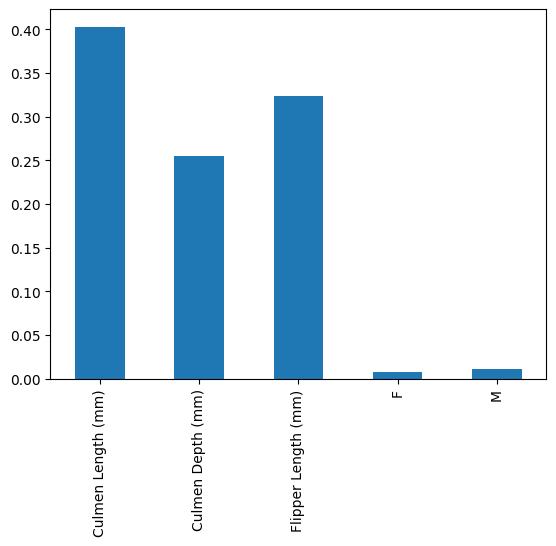 0.40
0.35
0.30
0.25
0.20
0.15
0.10
0.05
0.00
Culmen Length (mm)
Culmen Depth (mm)
Flipper Length (mm)
F
M